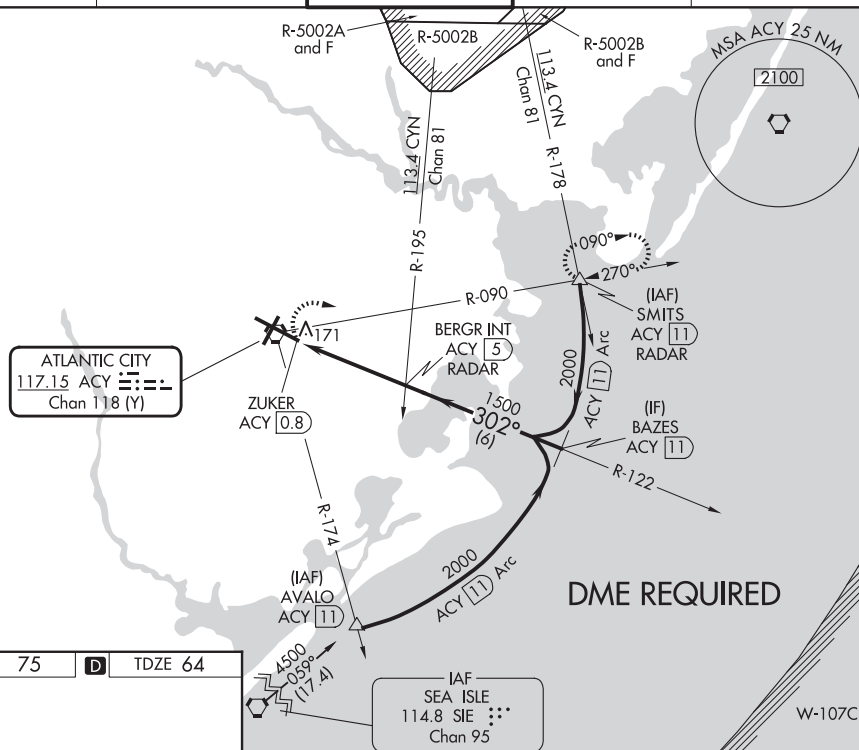 R-5002A
and F
R-5002B
R-5002B
and F
MSA ACY 25 NM
2100
113.4 CYN
Chan 81
R-195
113.4 CYN
Chan 81
R-178
090°
270°
(IAF)
SMITS
ACY 11
RADAR
R-090
171
BERGR INT
ACY 5
RADAR
ATLANTIC CITY
117.15 ACY
Chan 118 (Y)
ZUKER
ACY 0.8
2000
ACY 11 Arc
1500
302°
(6)
(IF)
BAZES
ACY 11
R-122
R-174
(IAF)
AVALO
ACY 11
2000
ACY 11 Arc
DME REQUIRED
75 D TDZE 64
4500
059°
(17.4)
IAF
SEA ISLE
114.8 SIE
Chan 95
W-107C